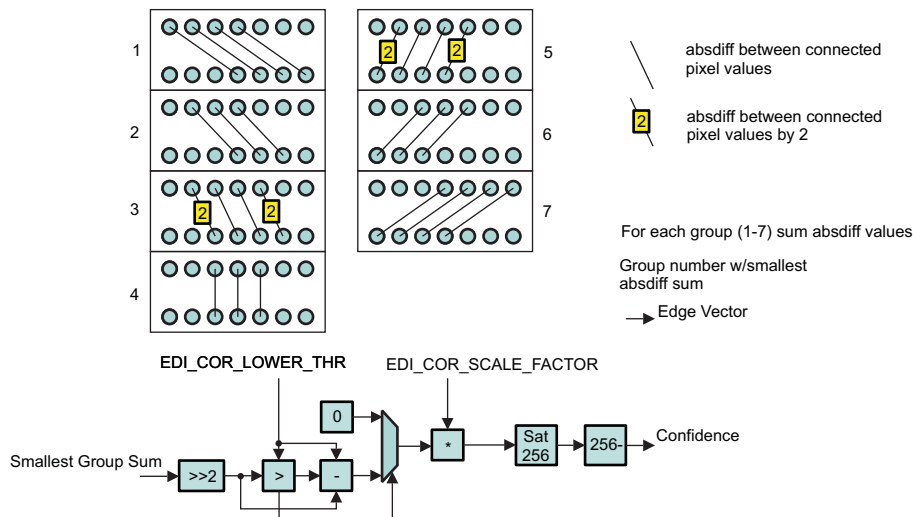 1
2
3
2
2
4
5
2
2
6
7
absdiff between connected
pixel values
2
absdiff between connected
pixel values by 2
For each group (1-7) sum absdiff values
Group number w/smallest
absdiff sum
Edge Vector
EDI_COR_LOWER_THR
EDI_COR_SCALE_FACTOR
0
Smallest Group Sum
>>2
>
-
*
Sat
256
256-
Confidence